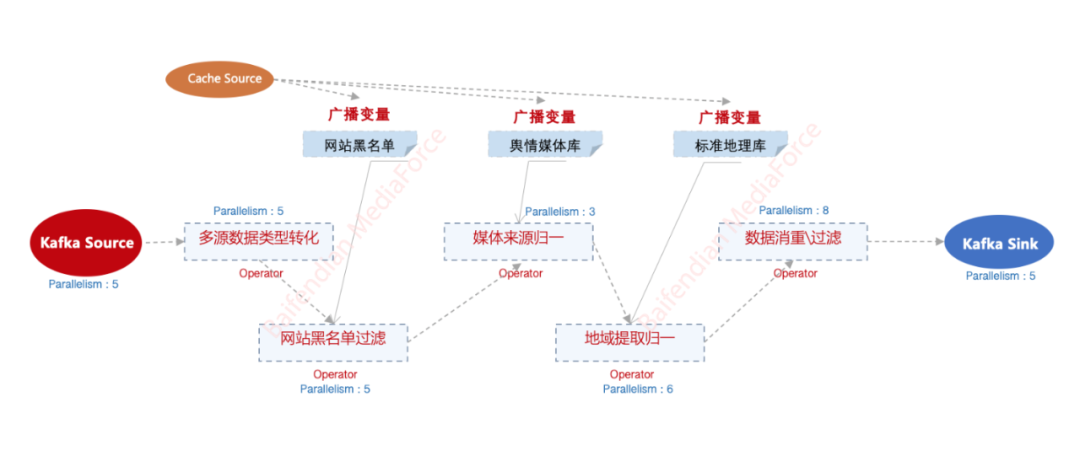 Cache Source
广播变量
广播变量
广播变量
网站黑名单
舆情媒体库
标准地理库
Parallelism : 5
Parallelism : 3
Parallelism : 8
Kafka Source
多源数据类型转化
媒体来源归一
数据消重\过滤
Kafka Sink
Parallelism : 5
Operator
Operator
Operator
Parallelism : 5
网站黑名单过滤
地域提取归一
Operator
Parallelism : 5
Operator
Parallelism : 6
Baifendian MediaForce
Baifendian MediaForce